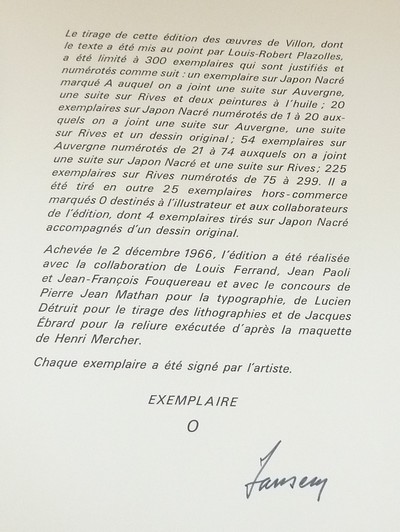 Le tirage de cette édition des œuvres de Villon, dont
le texte a été mis au point par Louis-Robert Plazolles,
a été limité à 300 exemplaires qui sont justifiés et
numérotés comme suit : un exemplaire sur Japon Nacré
marqué A auquel on a joint une suite sur Auvergne,
une suite sur Rives et deux peintures à l'huile ; 20
exemplaires sur Japon Nacré numérotés de 1 à 20 aux-
quels on a joint une suite sur Auvergne, une suite
sur Rives et un dessin original ; 54 exemplaires sur
Auvergne numérotés de 21 à 74 auxquels on a joint
une suite sur Japon Nacré et une suite sur Rives ; 225
exemplaires sur Rives numérotés de 75 à 299. Il a
été tiré en outre 25 exemplaires hors-commerce
marqués O destinés à l'illustrateur et aux collaborateurs
de l'édition, dont 4 exemplaires tirés sur Japon Nacré
accompagnés d'un dessin original.
Achevée le 2 décembre 1966, l'édition a été réalisée
avec la collaboration de Louis Ferrand, Jean Paoli
et Jean-François Fouquereau et avec le concours de
Pierre Jean Mathan pour la typographie, de Lucien
Détruit pour le tirage des lithographies et de Jacques
Ébrard pour la reliure exécutée d'après la maquette
de Henri Mercher.
Chaque exemplaire a été signé par l'artiste.
EXEMPLAIRE
O
Jansem